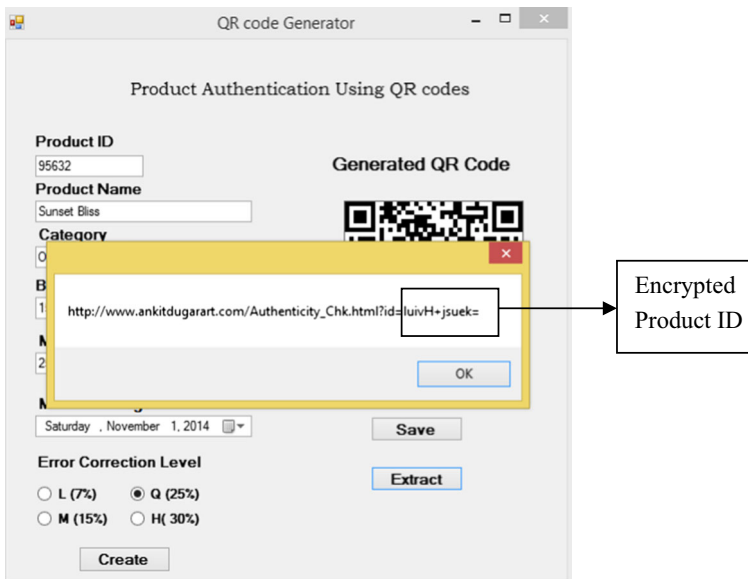 QR code Generator
Product Authentication Using QR codes
Product ID
95632
Generated QR Code
Product Name
Sunset Bliss
Category
http://www.ankitdugarart.com/Authenticity_Chk.html?id=IuivH+jsuek=
Encrypted
Product ID
OK
Saturday , November 1, 2014
Save
Error Correction Level
Extract
L (7%) Q (25%)
M (15%) H( 30%)
Create